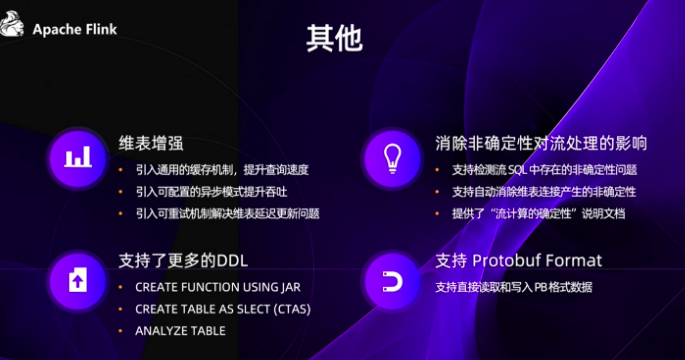 Apache Flink
其他
维表增强
• 引入通用的缓存机制，提升查询速度
• 引入可配置的异步模式提升吞吐
• 引入可重试机制解决维表延迟更新问题
消除非确定性对流处理的影响
• 支持检测流 SQL 中存在的非确定性问题
• 支持自动消除维表连接产生的非确定性
• 提供了“流计算的确定性”说明文档
支持了更多的DDL
• CREATE FUNCTION USING JAR
• CREATE TABLE AS SLECT (CTAS)
• ANALYZE TABLE
支持 Protobuf Format
支持直接读取和写入 PB 格式数据